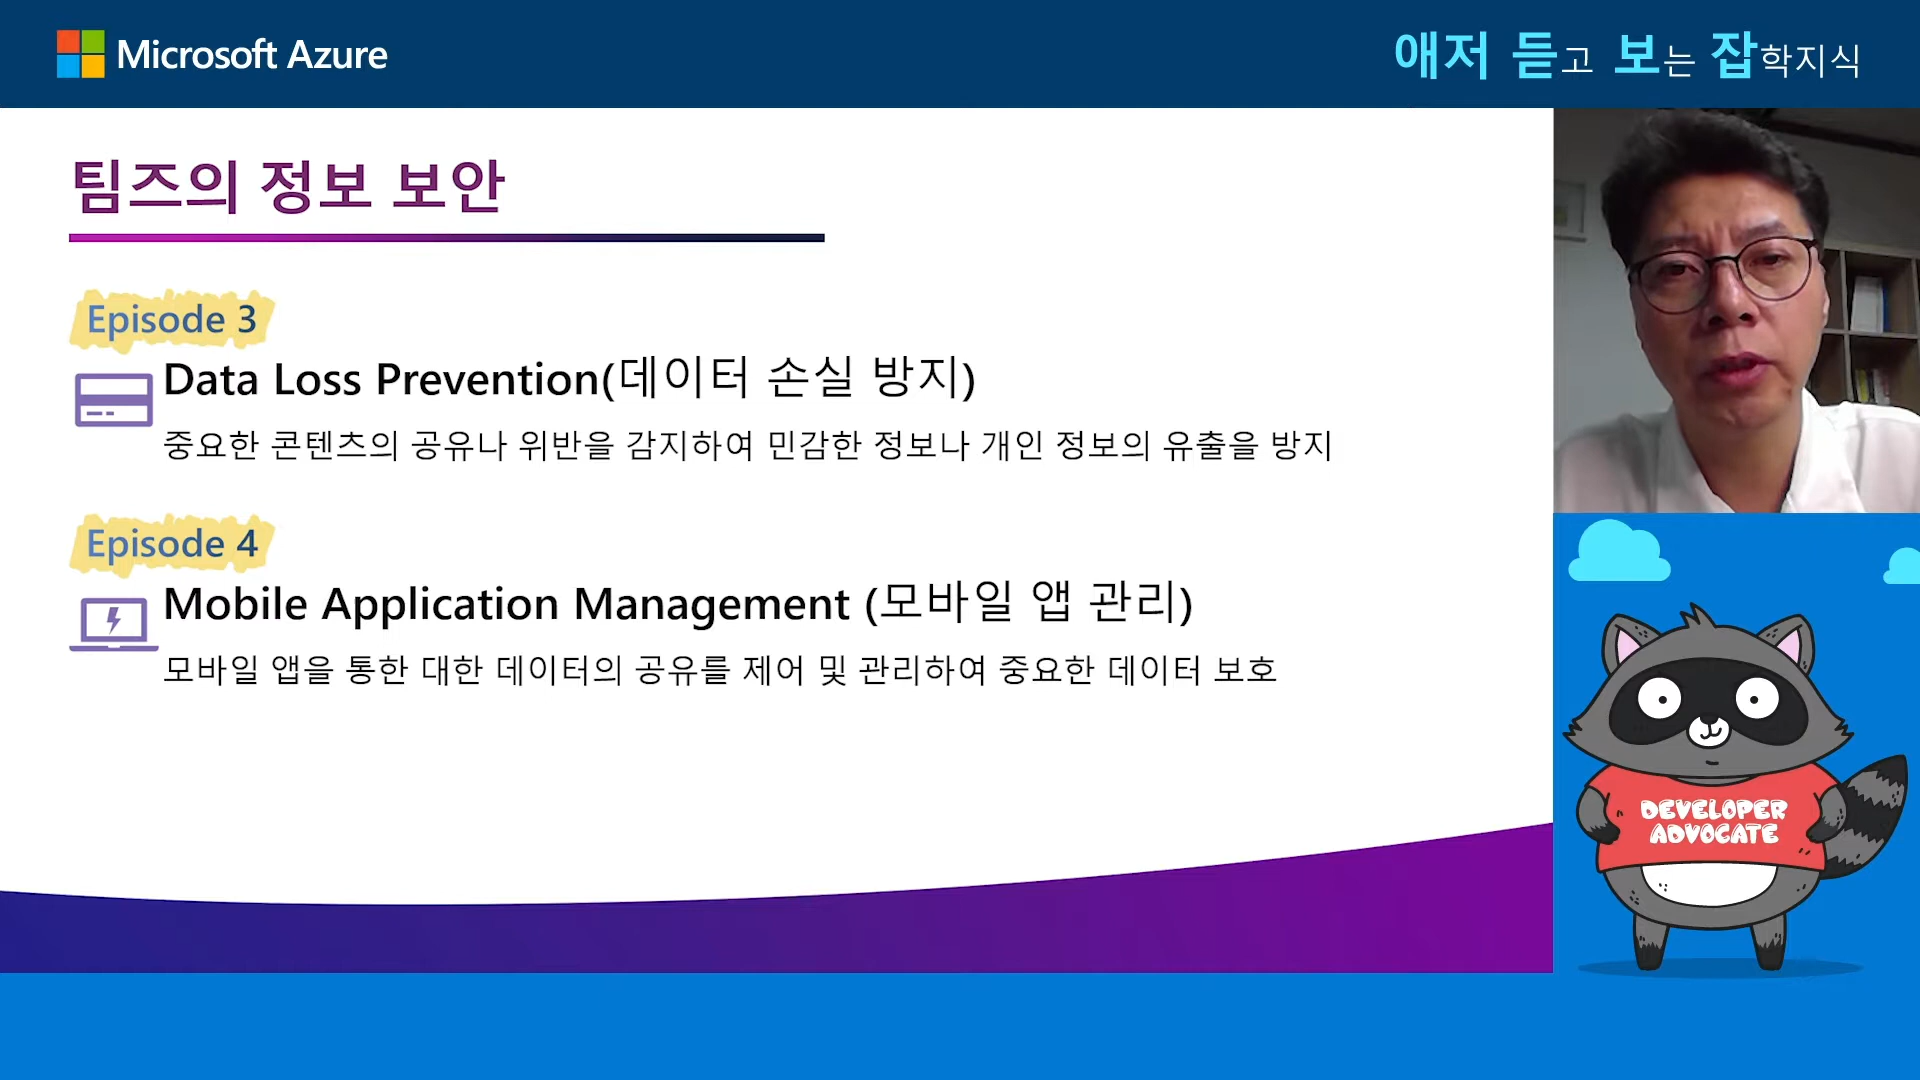 Microsoft Azure
애저 듣고 보는 잡학지식
팀즈의 정보 보안
Episode 3
Data Loss Prevention(데이터 손실 방지)
중요한 콘텐츠의 공유나 위반을 감지하여 민감한 정보나 개인 정보의 유출을 방지
Episode 4
Mobile Application Management (모바일 앱 관리)
모바일 앱을 통한 대한 데이터의 공유를 제어 및 관리하여 중요한 데이터 보호
DEVELOPER
ADVOCATE